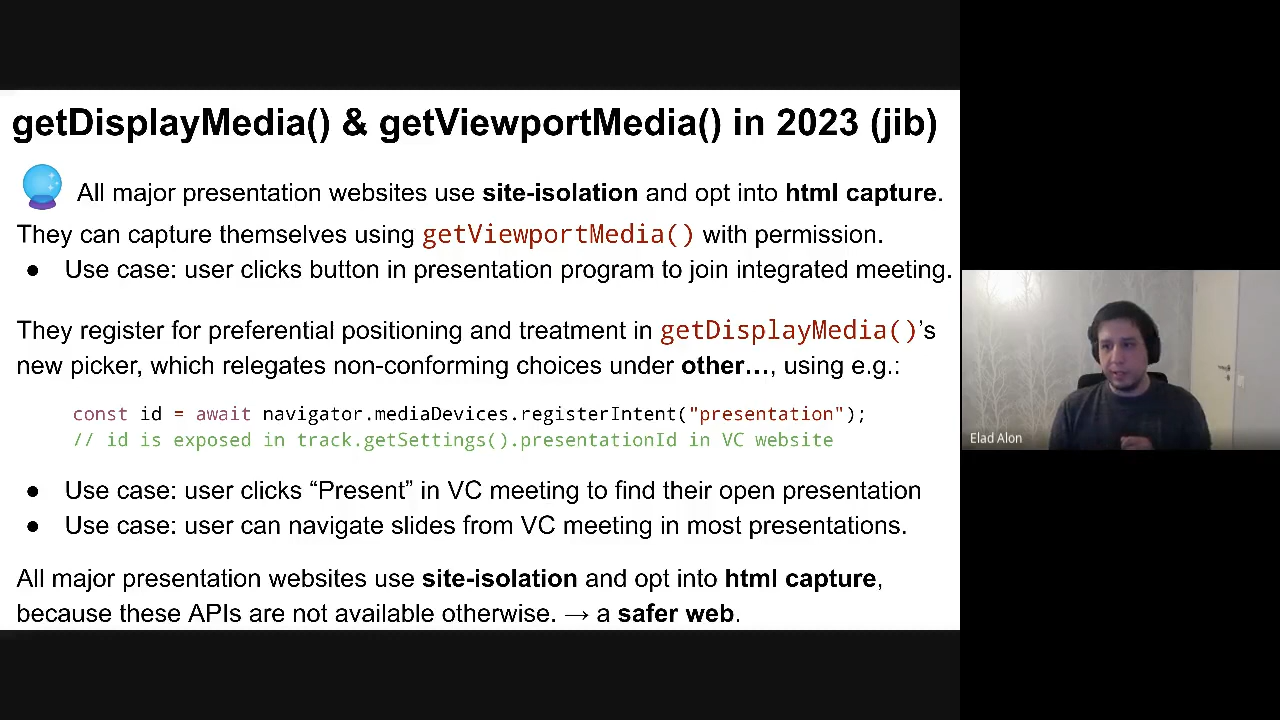 getDisplayMedia() & getViewportMedia() in 2023 (jib)
All major presentation websites use site-isolation and opt into html capture.
They can capture themselves using getViewportMedia() with permission.
● Use case: user clicks button in presentation program to join integrated meeting.
They register for preferential positioning and treatment in getDisplayMedia()’s
new picker, which relegates non-conforming choices under other…, using e.g.:
const id = await navigator.mediaDevices.registerIntent("presentation");
// id is exposed in track.getSettings().presentationId in VC website
● Use case: user clicks “Present” in VC meeting to find their open presentation
● Use case: user can navigate slides from VC meeting in most presentations.
All major presentation websites use site-isolation and opt into html capture,
because these APIs are not available otherwise. → a safer web.
Elad Alon